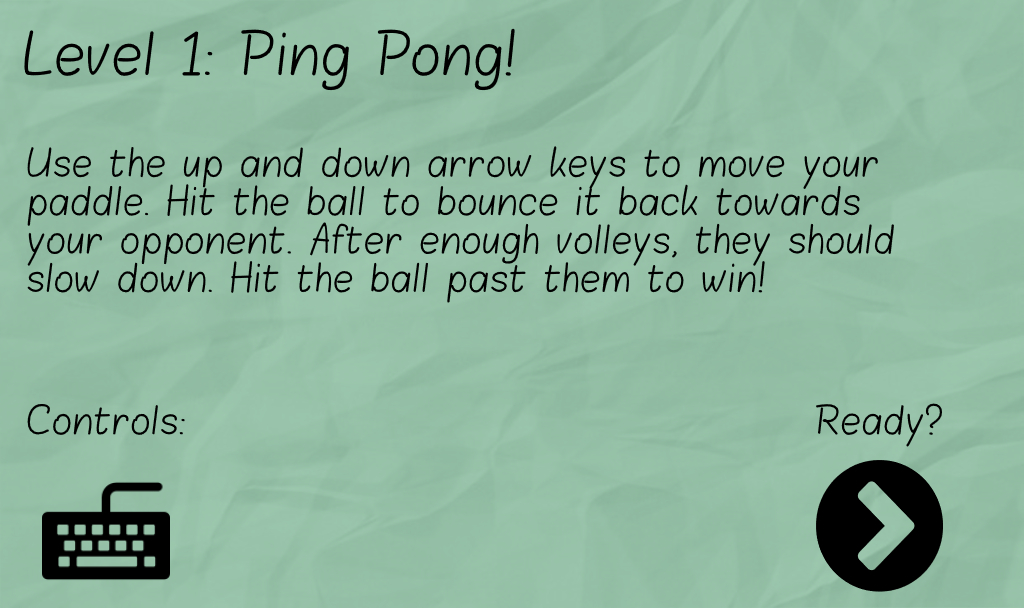 Level 1: Ping Pong!
Use the up and down arrow keys to move your
paddle. Hit the ball to bounce it back towards
your opponent. After enough volleys, they should
slow down. Hit the ball past them to win!
Controls:
Ready?